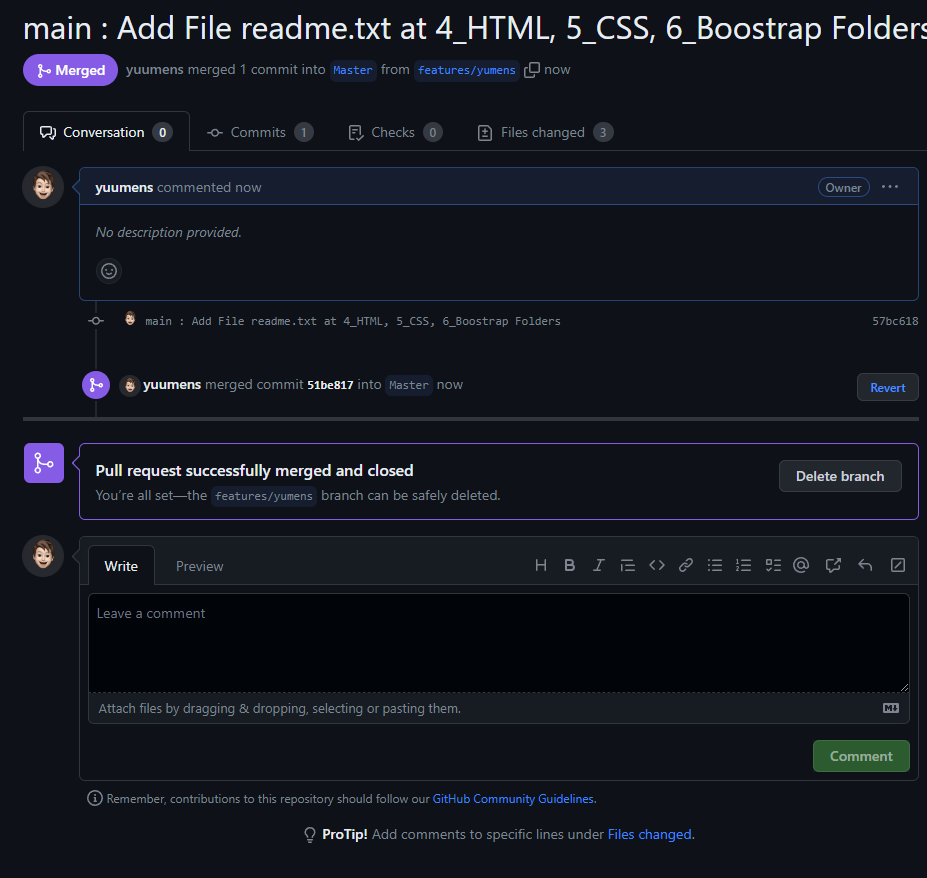 main : Add File readme.txt at 4_HTML, 5_CSS, 6_Boostrap Folders
Merged yuumens merged 1 commit into Master from features/yumens now
Conversation 0 Commits 1 Checks 0 Files changed 3
yuumens commented now Owner
No description provided.
main : Add File readme.txt at 4_HTML, 5_CSS, 6_Boostrap Folders 57bc618
yuumens merged commit 51be817 into Master now Revert
Pull request successfully merged and closed
You're all set—the features/yumens branch can be safely deleted.
Delete branch
Write Preview
Leave a comment
Attach files by dragging & dropping, selecting or pasting them.
Comment
Remember, contributions to this repository should follow our GitHub Community Guidelines.
ProTip! Add comments to specific lines under Files changed.